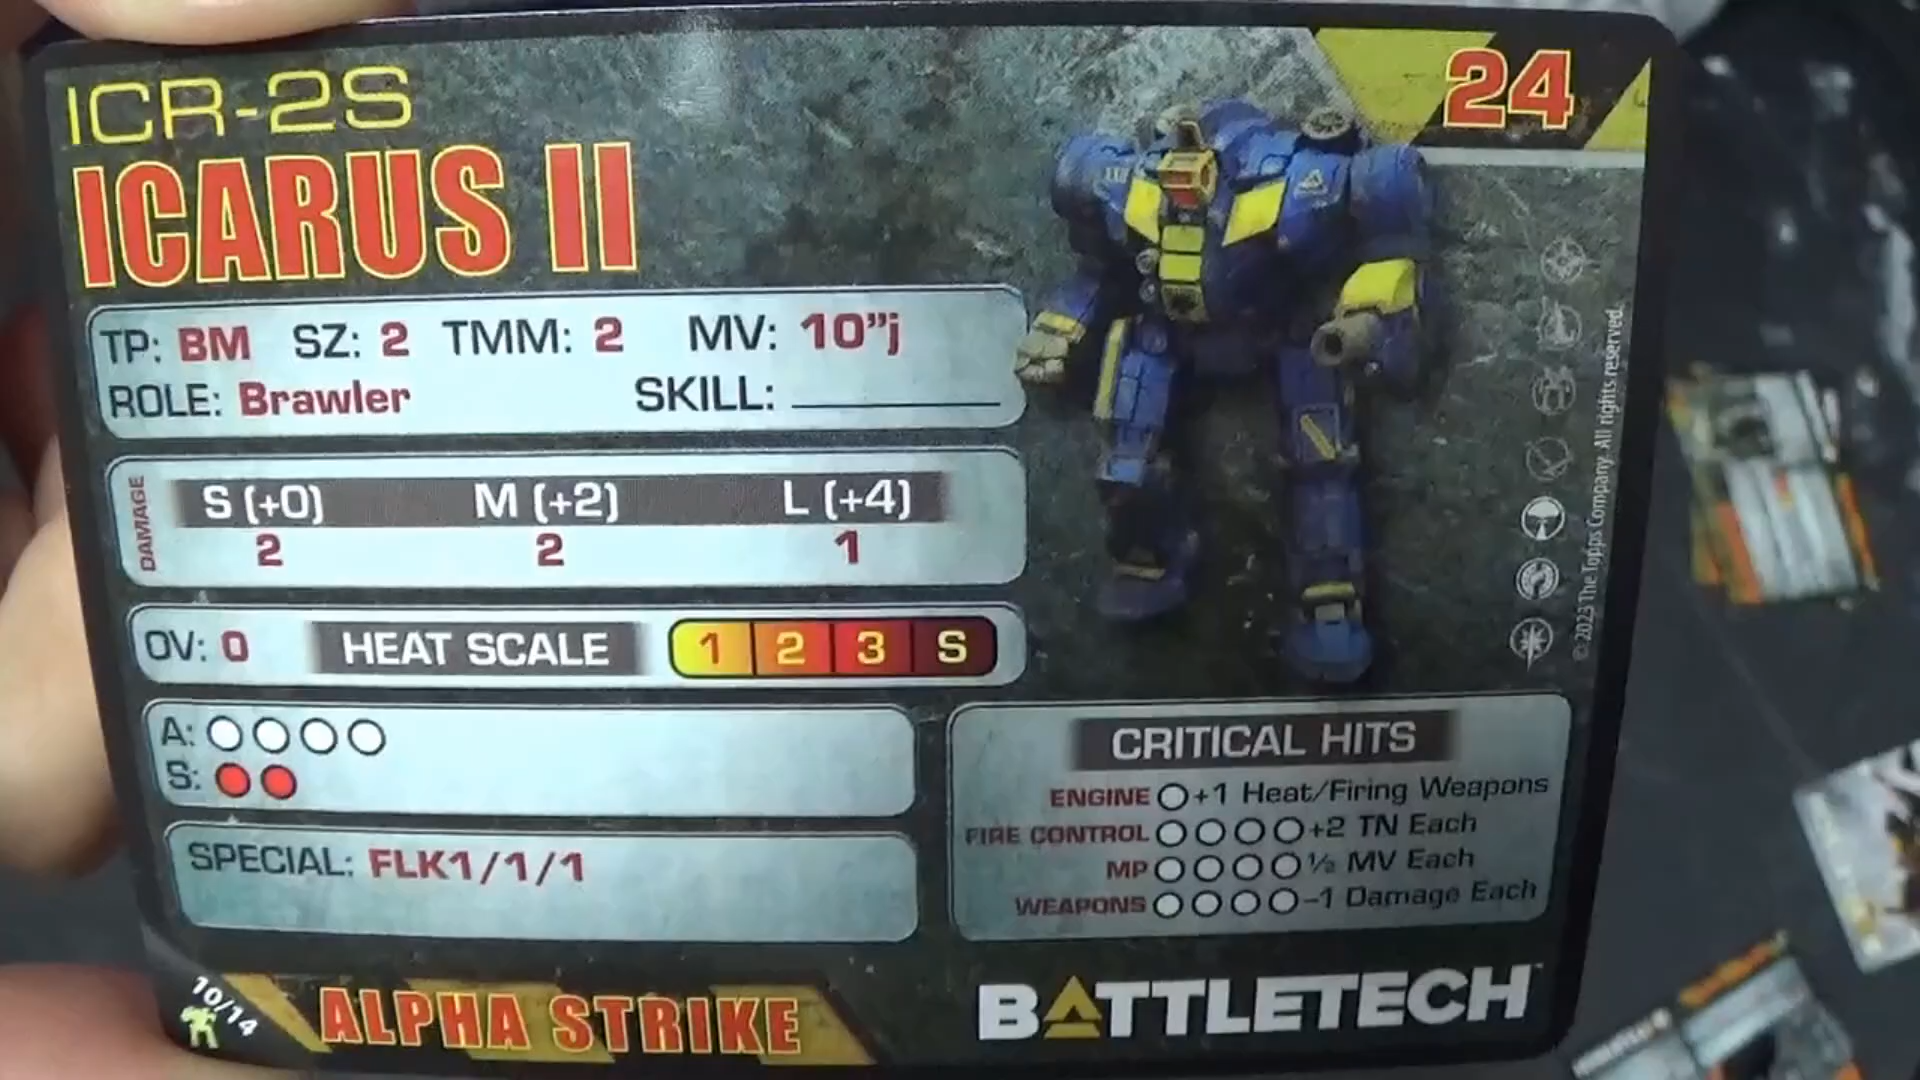 ICR-2S
24
ICARUS II
TP: BM SZ: 2 TMM: 2 MV: 10”j
ROLE: Brawler SKILL:
DAMAGE
S (+0) M (+2) L (+4)
2 2 1
OV: 0 HEAT SCALE 1 2 3 S
A:
S:
SPECIAL: FLK1/1/1
CRITICAL HITS
ENGINE +1 Heat/Firing Weapons
FIRE CONTROL +2 TN Each
MP ½ MV Each
WEAPONS -1 Damage Each
©2023 The Topps Company. All rights reserved.
10/14
ALPHA STRIKE
BATTLETECH